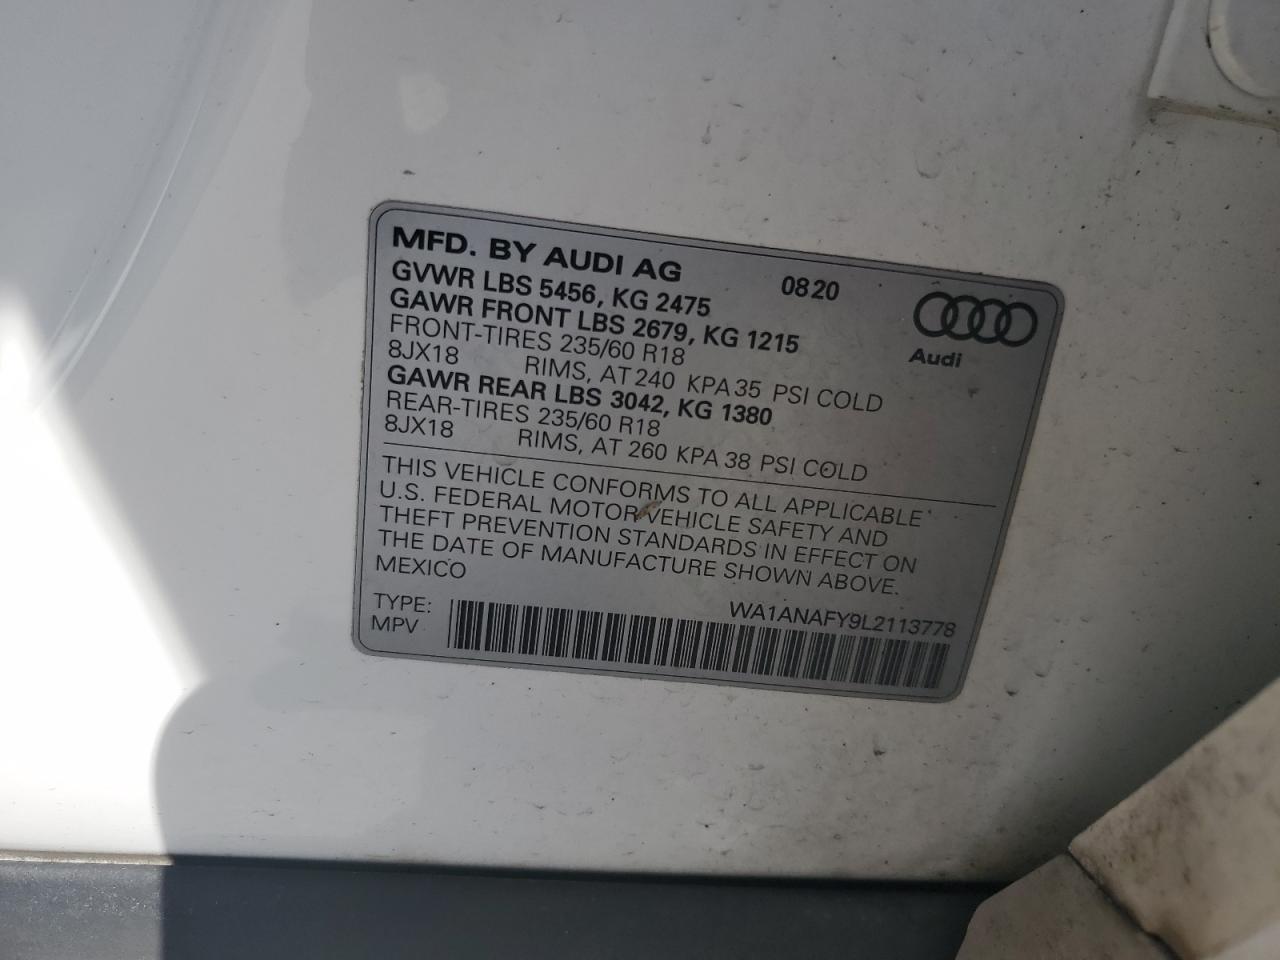 MFD. BY AUDI AG 0820
GVWR LBS 5456, KG 2475
GAWR FRONT LBS 2679, KG 1215
FRONT-TIRES 235/60 R18
8JX18 RIMS, AT 240 KPA 35 PSI COLD
GAWR REAR LBS 3042, KG 1380
REAR-TIRES 235/60 R18
8JX18 RIMS, AT 260 KPA 38 PSI COLD
Audi
THIS VEHICLE CONFORMS TO ALL APPLICABLE
U.S. FEDERAL MOTOR VEHICLE SAFETY AND
THEFT PREVENTION STANDARDS IN EFFECT ON
THE DATE OF MANUFACTURE SHOWN ABOVE.
MEXICO
TYPE: WA1ANAFY9L2113778
MPV